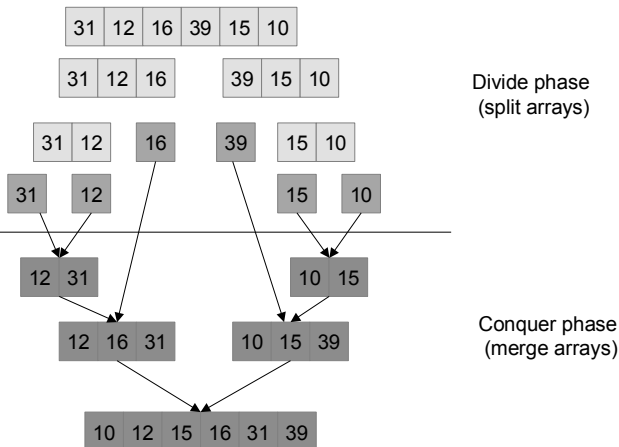 31 12 16 39 15 10
31 12 16 39 15 10
Divide phase
(split arrays)
31 12 16 39 15 10
31 12 15 10
12 31 10 15
12 16 31 10 15 39
Conquer phase
(merge arrays)
10 12 15 16 31 39